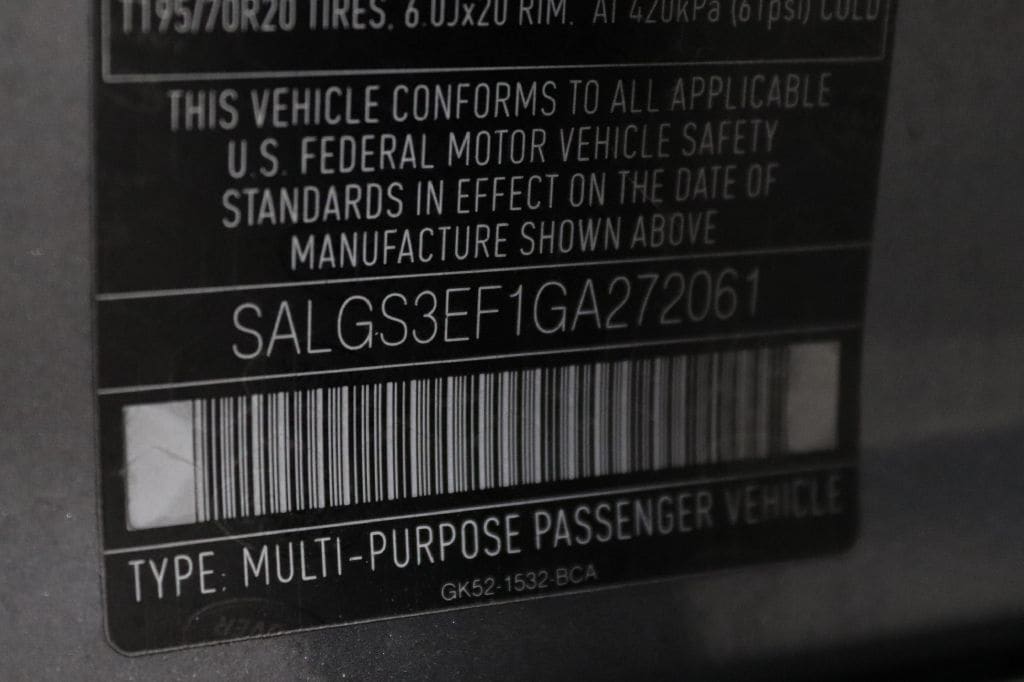 T195/70R20 TIRES, 6.0Jx20 RIM. AT 420kPa (61psi) COLD
THIS VEHICLE CONFORMS TO ALL APPLICABLE
U.S. FEDERAL MOTOR VEHICLE SAFETY
STANDARDS IN EFFECT ON THE DATE OF
MANUFACTURE SHOWN ABOVE
SALGS3EF1GA272061
TYPE: MULTI-PURPOSE PASSENGER VEHICLE
GK52-1532-BCA